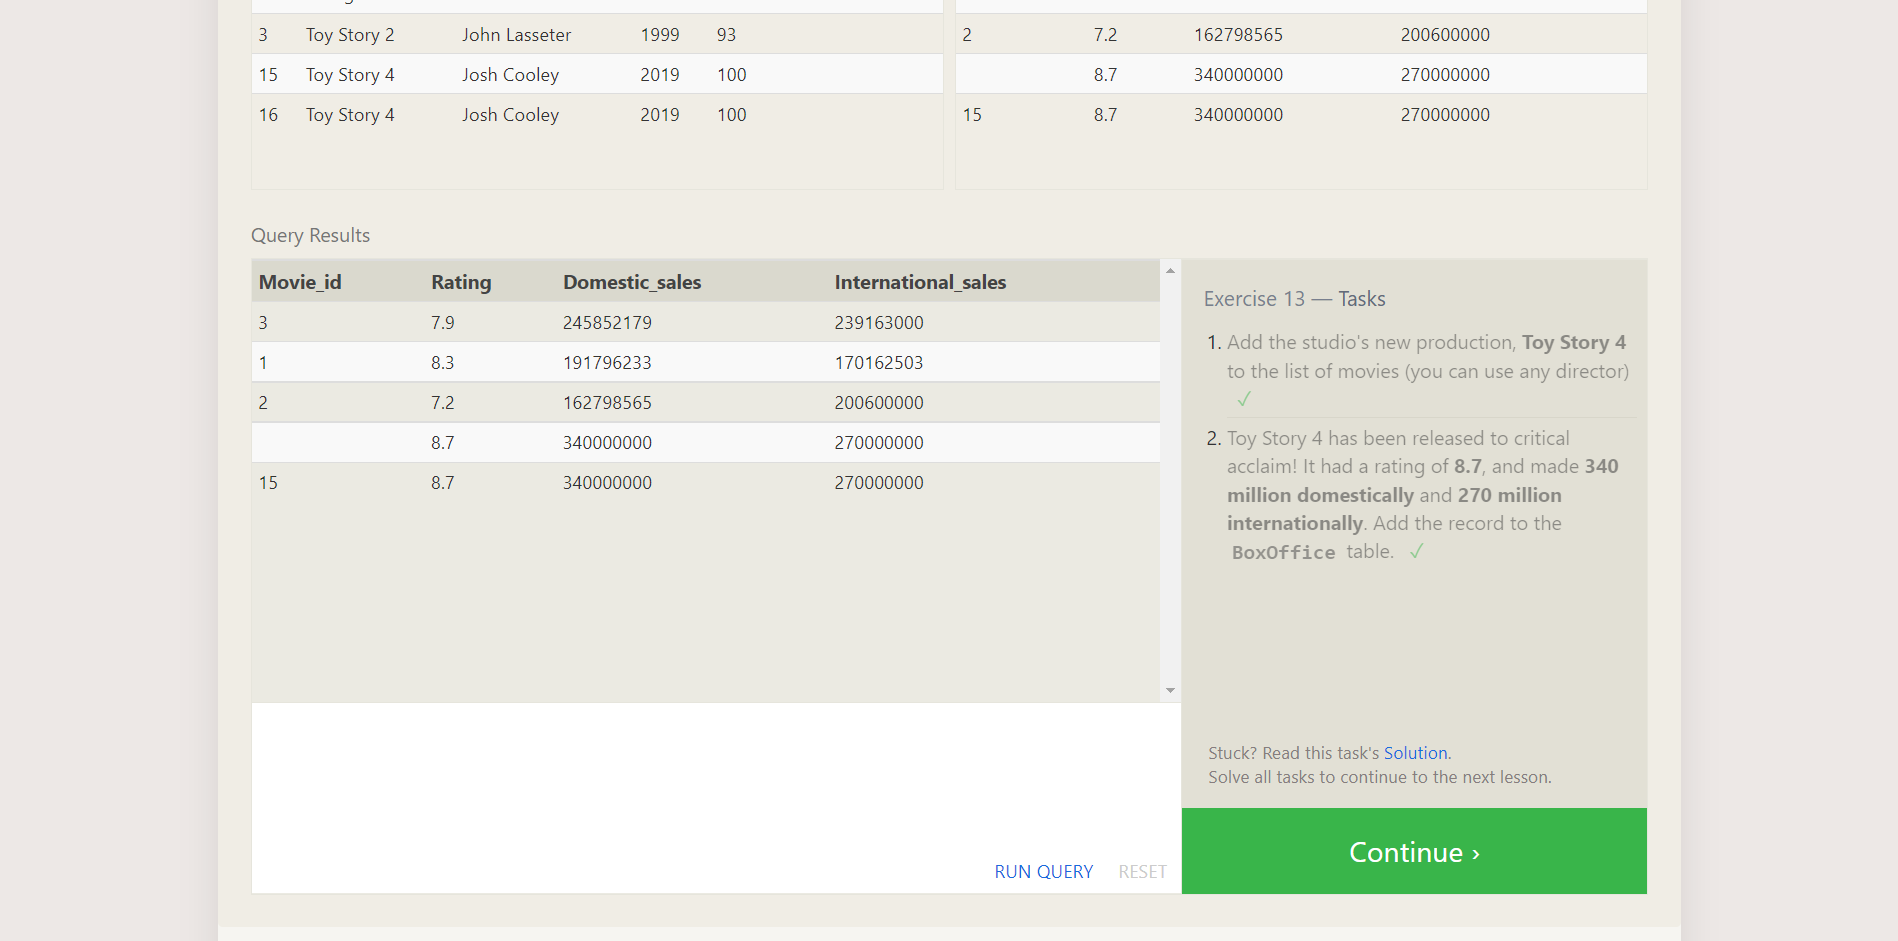 3 Toy Story 2 John Lasseter 1999 93 2 7.2 162798565 200600000
15 Toy Story 4 Josh Cooley 2019 100 8.7 340000000 270000000
16 Toy Story 4 Josh Cooley 2019 100 15 8.7 340000000 270000000
Query Results
Movie_id Rating Domestic_sales International_sales
3 7.9 245852179 239163000
1 8.3 191796233 170162503
2 7.2 162798565 200600000
8.7 340000000 270000000
15 8.7 340000000 270000000
RUN QUERY RESET
Exercise 13 — Tasks
1. Add the studio's new production, Toy Story 4
to the list of movies (you can use any director)
✓
2. Toy Story 4 has been released to critical
acclaim! It had a rating of 8.7, and made 340
million domestically and 270 million
internationally. Add the record to the
BoxOffice table. ✓
Stuck? Read this task's Solution.
Solve all tasks to continue to the next lesson.
Continue ›